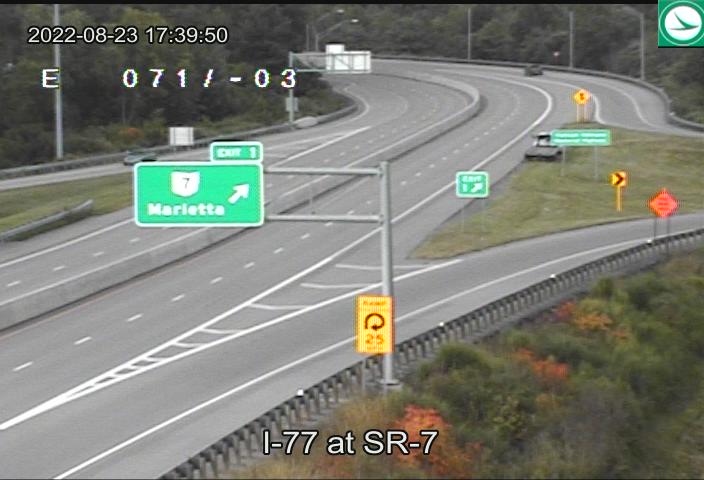 2022-08-23 17:39:50
E 071/-03
EXIT 1
7
Marietta
EXIT
1
25
I-77 at SR-7